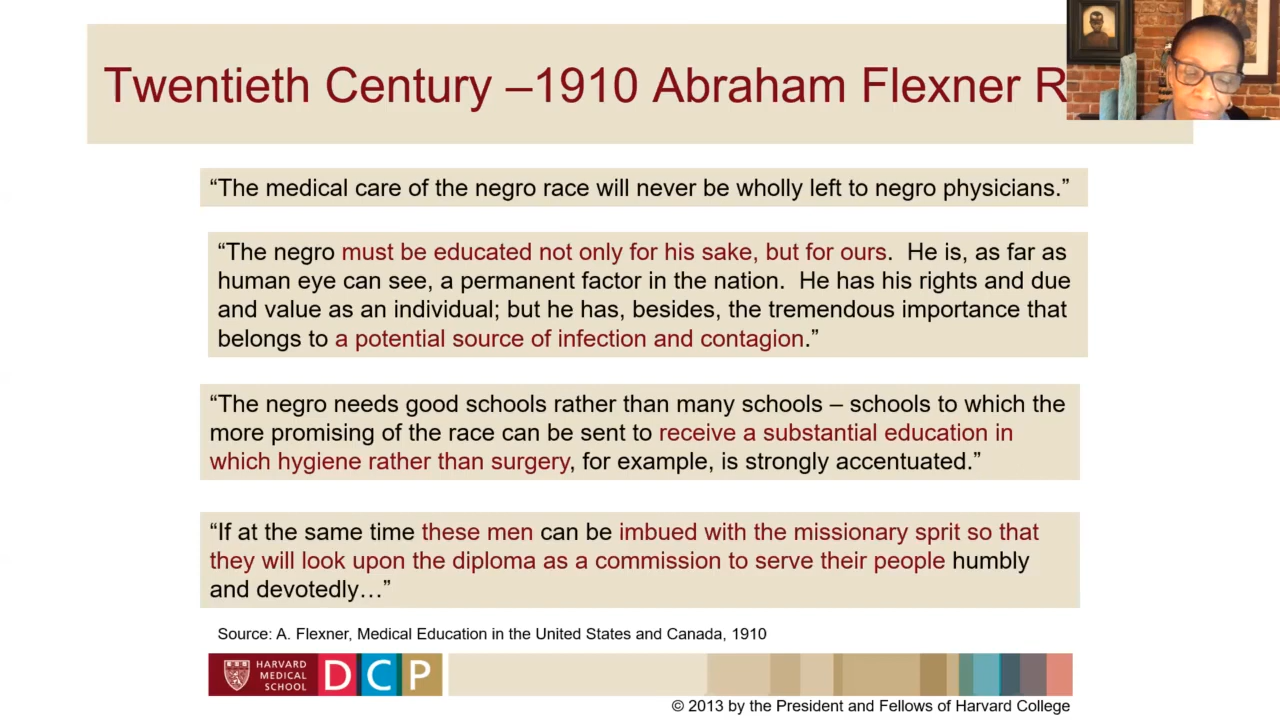 Twentieth Century –1910 Abraham Flexner R
“The medical care of the negro race will never be wholly left to negro physicians.”
“The negro must be educated not only for his sake, but for ours. He is, as far as
human eye can see, a permanent factor in the nation. He has his rights and due
and value as an individual; but he has, besides, the tremendous importance that
belongs to a potential source of infection and contagion.”
“The negro needs good schools rather than many schools – schools to which the
more promising of the race can be sent to receive a substantial education in
which hygiene rather than surgery, for example, is strongly accentuated.”
“If at the same time these men can be imbued with the missionary sprit so that
they will look upon the diploma as a commission to serve their people humbly
and devotedly…”
Source: A. Flexner, Medical Education in the United States and Canada, 1910
HARVARD
MEDICAL
SCHOOL
D C P
© 2013 by the President and Fellows of Harvard College